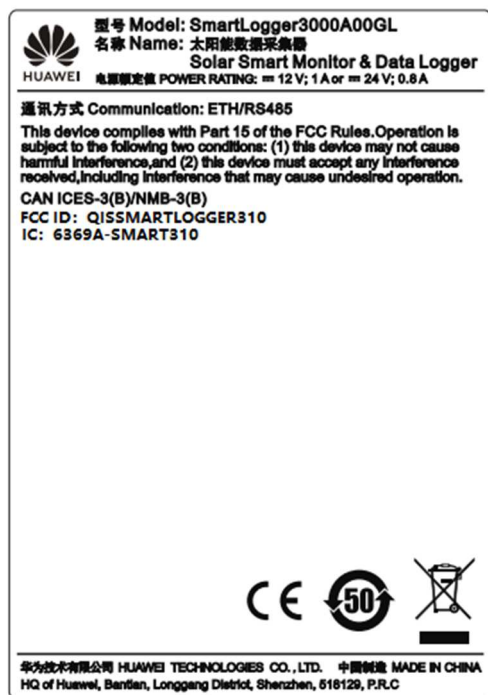 型号 Model: SmartLogger3000A00GL
名称 Name: 太阳能数据采集器
Solar Smart Monitor & Data Logger
电源额定值 POWER RATING: ⎓ 12 V; 1 A or ⎓ 24 V; 0.8 A
HUAWEI
通讯方式 Communication: ETH/RS485
This device complies with Part 15 of the FCC Rules.Operation is
subject to the following two conditions: (1) this device may not cause
harmful interference,and (2) this device must accept any interference
received,including interference that may cause undesired operation.
CAN ICES-3(B)/NMB-3(B)
FCC ID: QISSMARTLOGGER310
IC: 6369A-SMART310
CE 50
华为技术有限公司 HUAWEI TECHNOLOGIES CO., LTD. 中国制造 MADE IN CHINA
HQ of Huawei, Bantian, Longgang District, Shenzhen, 518129, P.R.C